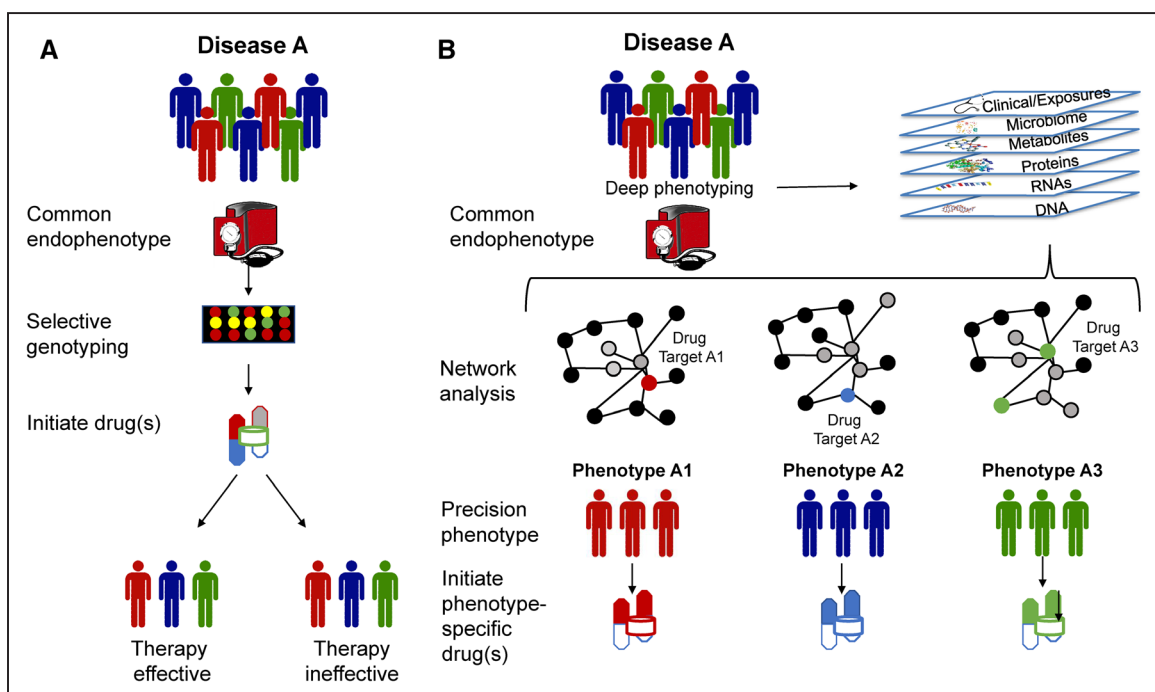 A
Disease A
Common
endophenotype
Selective
genotyping
Initiate drug(s)
Therapy
effective
Therapy
ineffective
B
Disease A
Deep phenotyping
Clinical/Exposures
Microbiome
Metabolites
Proteins
RNAs
DNA
Common
endophenotype
Network
analysis
Drug
Target A1
Drug
Target A2
Drug
Target A3
Phenotype A1
Phenotype A2
Phenotype A3
Precision
phenotype
Initiate
phenotype-
specific
drug(s)